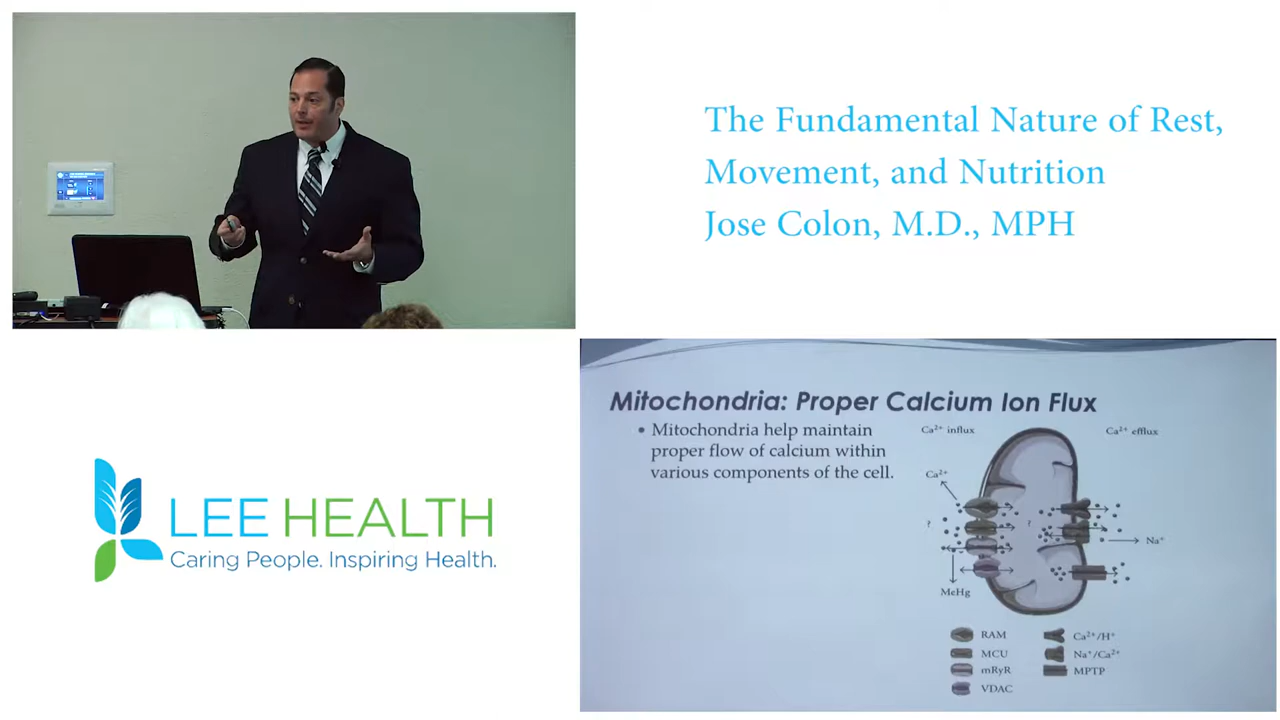 The Fundamental Nature of Rest,
Movement, and Nutrition
Jose Colon, M.D., MPH
LEE HEALTH
Caring People. Inspiring Health.
Mitochondria: Proper Calcium Ion Flux
• Mitochondria help maintain
proper flow of calcium within
various components of the cell.
Ca²⁺ influx
Ca²⁺ efflux
Ca²⁺
?
?
Na⁺
MeHg
RAM
Ca²⁺/H⁺
MCU
Na⁺/Ca²⁺
mRyR
MPTP
VDAC